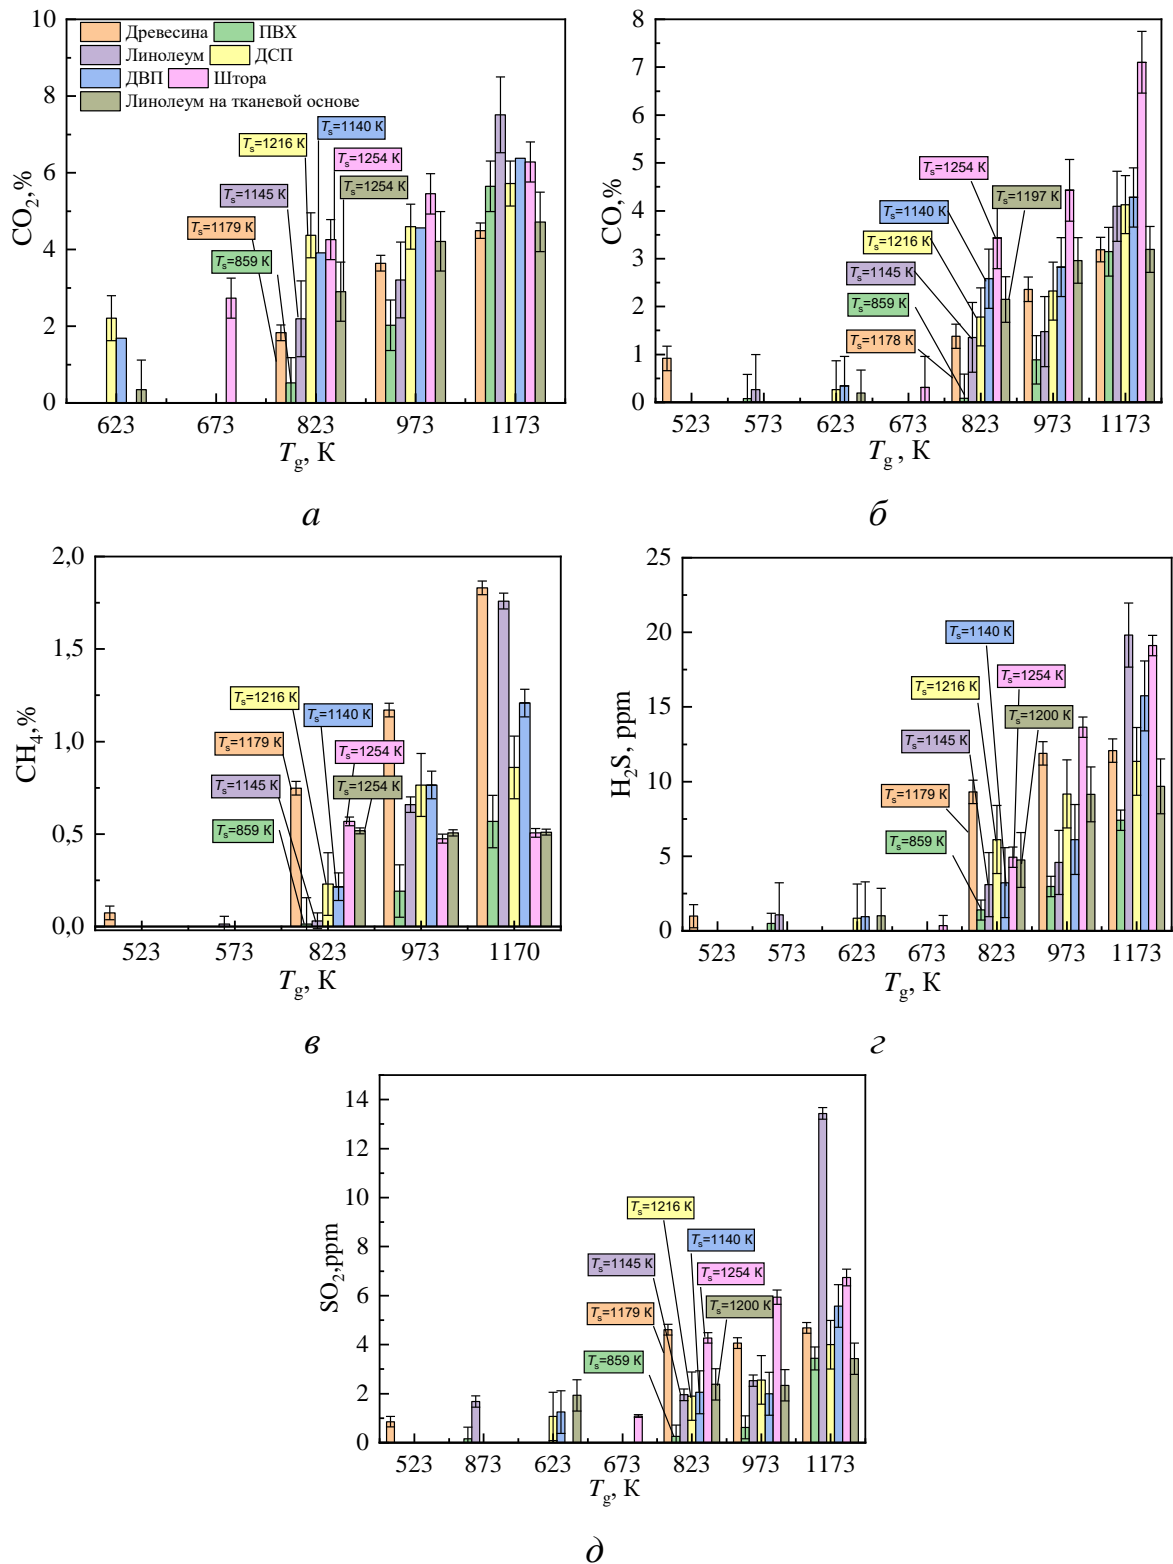 10
8
6
4
2
0
CO₂,%
Древесина ПВХ
Линолеум ДСП
ДВП Штора
Линолеум на тканевой основе
Tₛ=1140 К
Tₛ=1216 К
Tₛ=1254 К
Tₛ=1145 К
Tₛ=1254 К
Tₛ=1179 К
Tₛ=859 К
623 673 823 973 1173
T_g, К
а
8
7
6
5
4
3
2
1
0
CO,%
Tₛ=1254 К
Tₛ=1197 К
Tₛ=1140 К
Tₛ=1216 К
Tₛ=1145 К
Tₛ=859 К
Tₛ=1178 К
523 573 623 673 823 973 1173
T_g , К
б
2,0
1,5
1,0
0,5
0,0
CH₄,%
Tₛ=1216 К
Tₛ=1140 К
Tₛ=1179 К
Tₛ=1254 К
Tₛ=1145 К
Tₛ=1254 К
Tₛ=859 К
523 573 823 973 1170
T_g, К
в
25
20
15
10
5
0
H₂S, ppm
Tₛ=1140 К
Tₛ=1254 К
Tₛ=1216 К
Tₛ=1200 К
Tₛ=1145 К
Tₛ=1179 К
Tₛ=859 К
523 573 623 673 823 973 1173
T_g, К
г
14
12
10
8
6
4
2
0
SO₂,ppm
Tₛ=1216 К
Tₛ=1140 К
Tₛ=1145 К
Tₛ=1254 К
Tₛ=1200 К
Tₛ=1179 К
Tₛ=859 К
523 873 623 673 823 973 1173
T_g, К
д